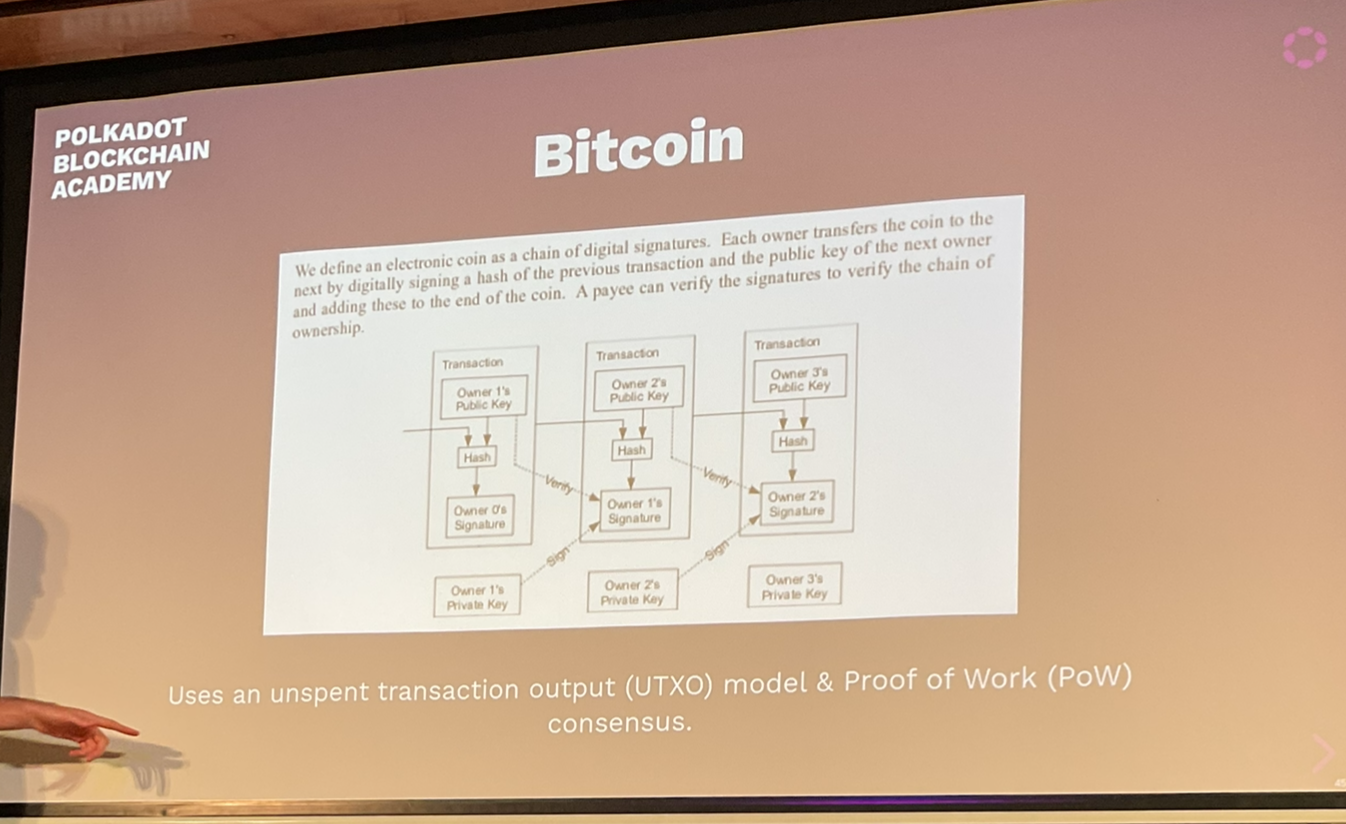 POLKADOT
BLOCKCHAIN
ACADEMY
Bitcoin
We define an electronic coin as a chain of digital signatures. Each owner transfers the coin to the
next by digitally signing a hash of the previous transaction and the public key of the next owner
and adding these to the end of the coin. A payee can verify the signatures to verify the chain of
ownership.
Transaction
Owner 1's
Public Key
Hash
Owner 0's
Signature
Transaction
Owner 2's
Public Key
Hash
Owner 1's
Signature
Transaction
Owner 3's
Public Key
Hash
Owner 2's
Signature
Verify
Verify
Sign
Sign
Owner 1's
Private Key
Owner 2's
Private Key
Owner 3's
Private Key
Uses an unspent transaction output (UTXO) model & Proof of Work (PoW)
consensus.